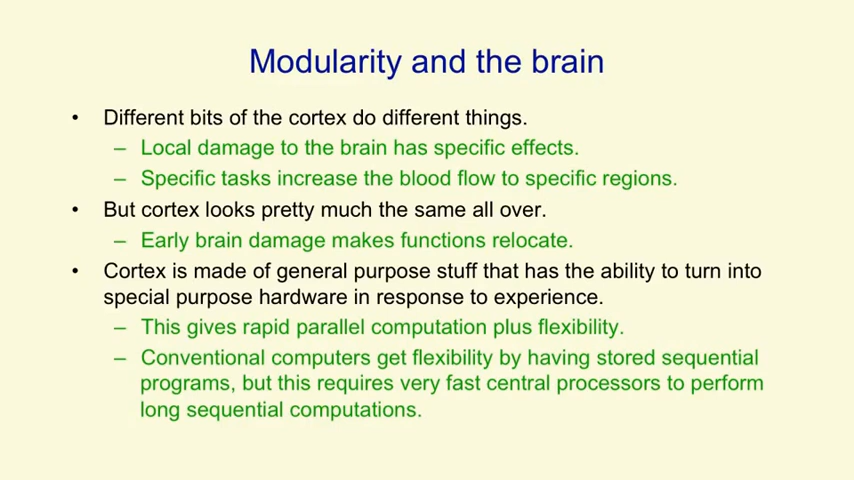 Modularity and the brain
• Different bits of the cortex do different things.
– Local damage to the brain has specific effects.
– Specific tasks increase the blood flow to specific regions.
• But cortex looks pretty much the same all over.
– Early brain damage makes functions relocate.
• Cortex is made of general purpose stuff that has the ability to turn into
special purpose hardware in response to experience.
– This gives rapid parallel computation plus flexibility.
– Conventional computers get flexibility by having stored sequential
programs, but this requires very fast central processors to perform
long sequential computations.